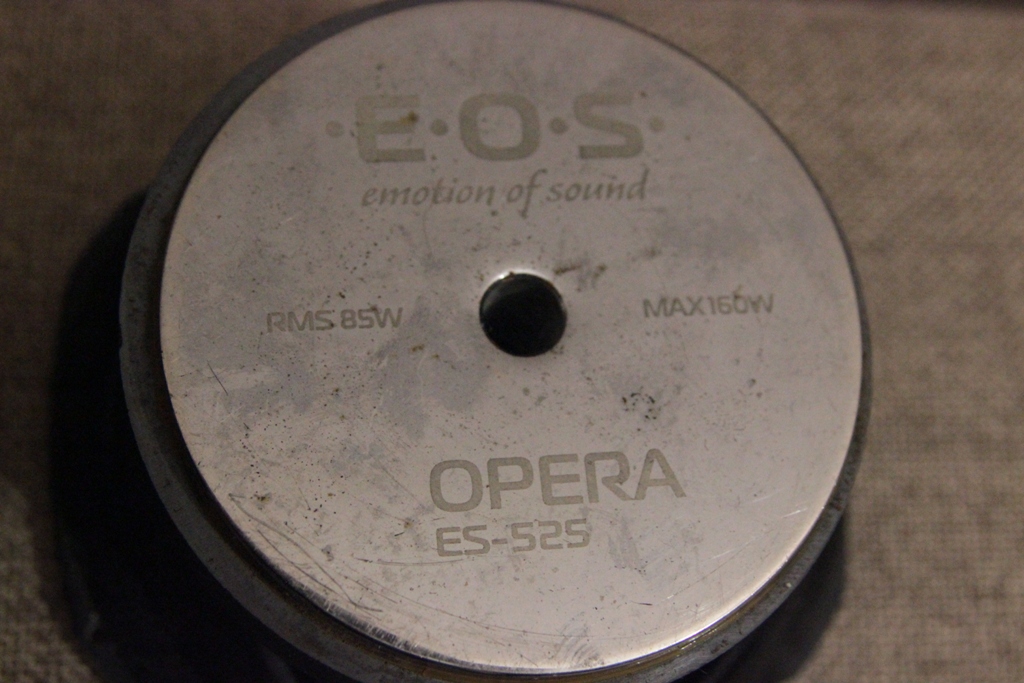 ·E·O·S·
emotion of sound
RMS 85W
MAX160W
OPERA
ES-525